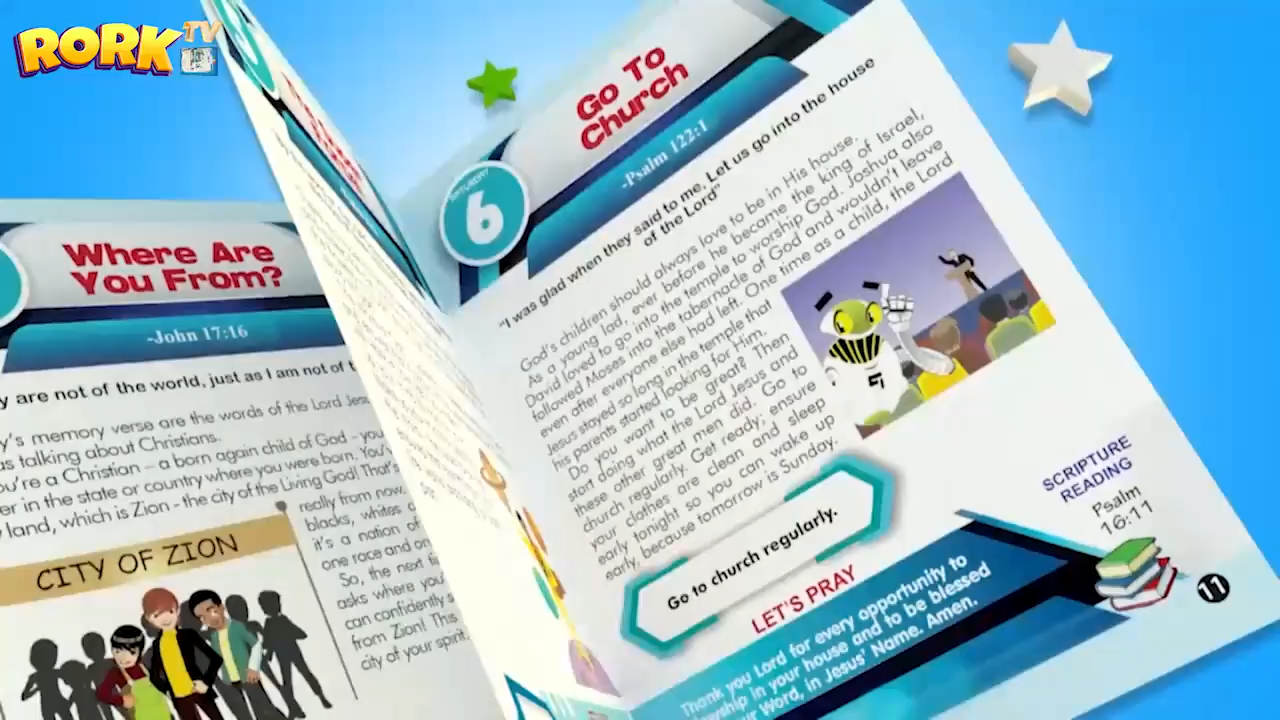 RORK TV
Where Are
You From?
-John 17:16
y are not of the world, just as I am not of
y's memory verse are the words of the Lord
as talking about Christians.
ou're a Christian – a born again child of God -
er in the state or country where you were born.
land, which is Zion - the city of the Living God!
really from now,
blacks, whites
it's a nation of
one race and
So, the next
asks where you
can confidently
from Zion! This
city of your spirit.
CITY OF ZION
Go To
Church
-Psalm 122:1
SATURDAY
6
"I was glad when they said to me, Let us go into the house
of the Lord"
God's children should always love to be in His house.
As a young lad, ever before he became the king of Israel,
David loved to go into the temple to worship God. Joshua also
followed Moses into the tabernacle of God and wouldn't leave
even after everyone else had left. One time as a child, the Lord
Jesus stayed so long in the temple that
his parents started looking for Him.
Do you want to be great? Then
start doing what the Lord Jesus and
these other great men did. Go to
church regularly. Get ready; ensure
your clothes are clean and sleep
early tonight so you can wake up
early, because tomorrow is Sunday.
Go to church regularly.
SCRIPTURE
READING
Psalm
16:11
LET'S PRAY
Thank you Lord for every opportunity to
fellowship in your house and to be blessed
your Word, in Jesus' Name. Amen.
11